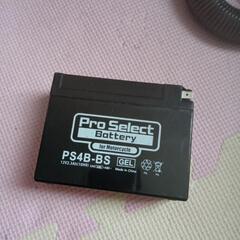 Pro Select
Battery
for Motorcycle
PS4B-BS
GEL
Made in China